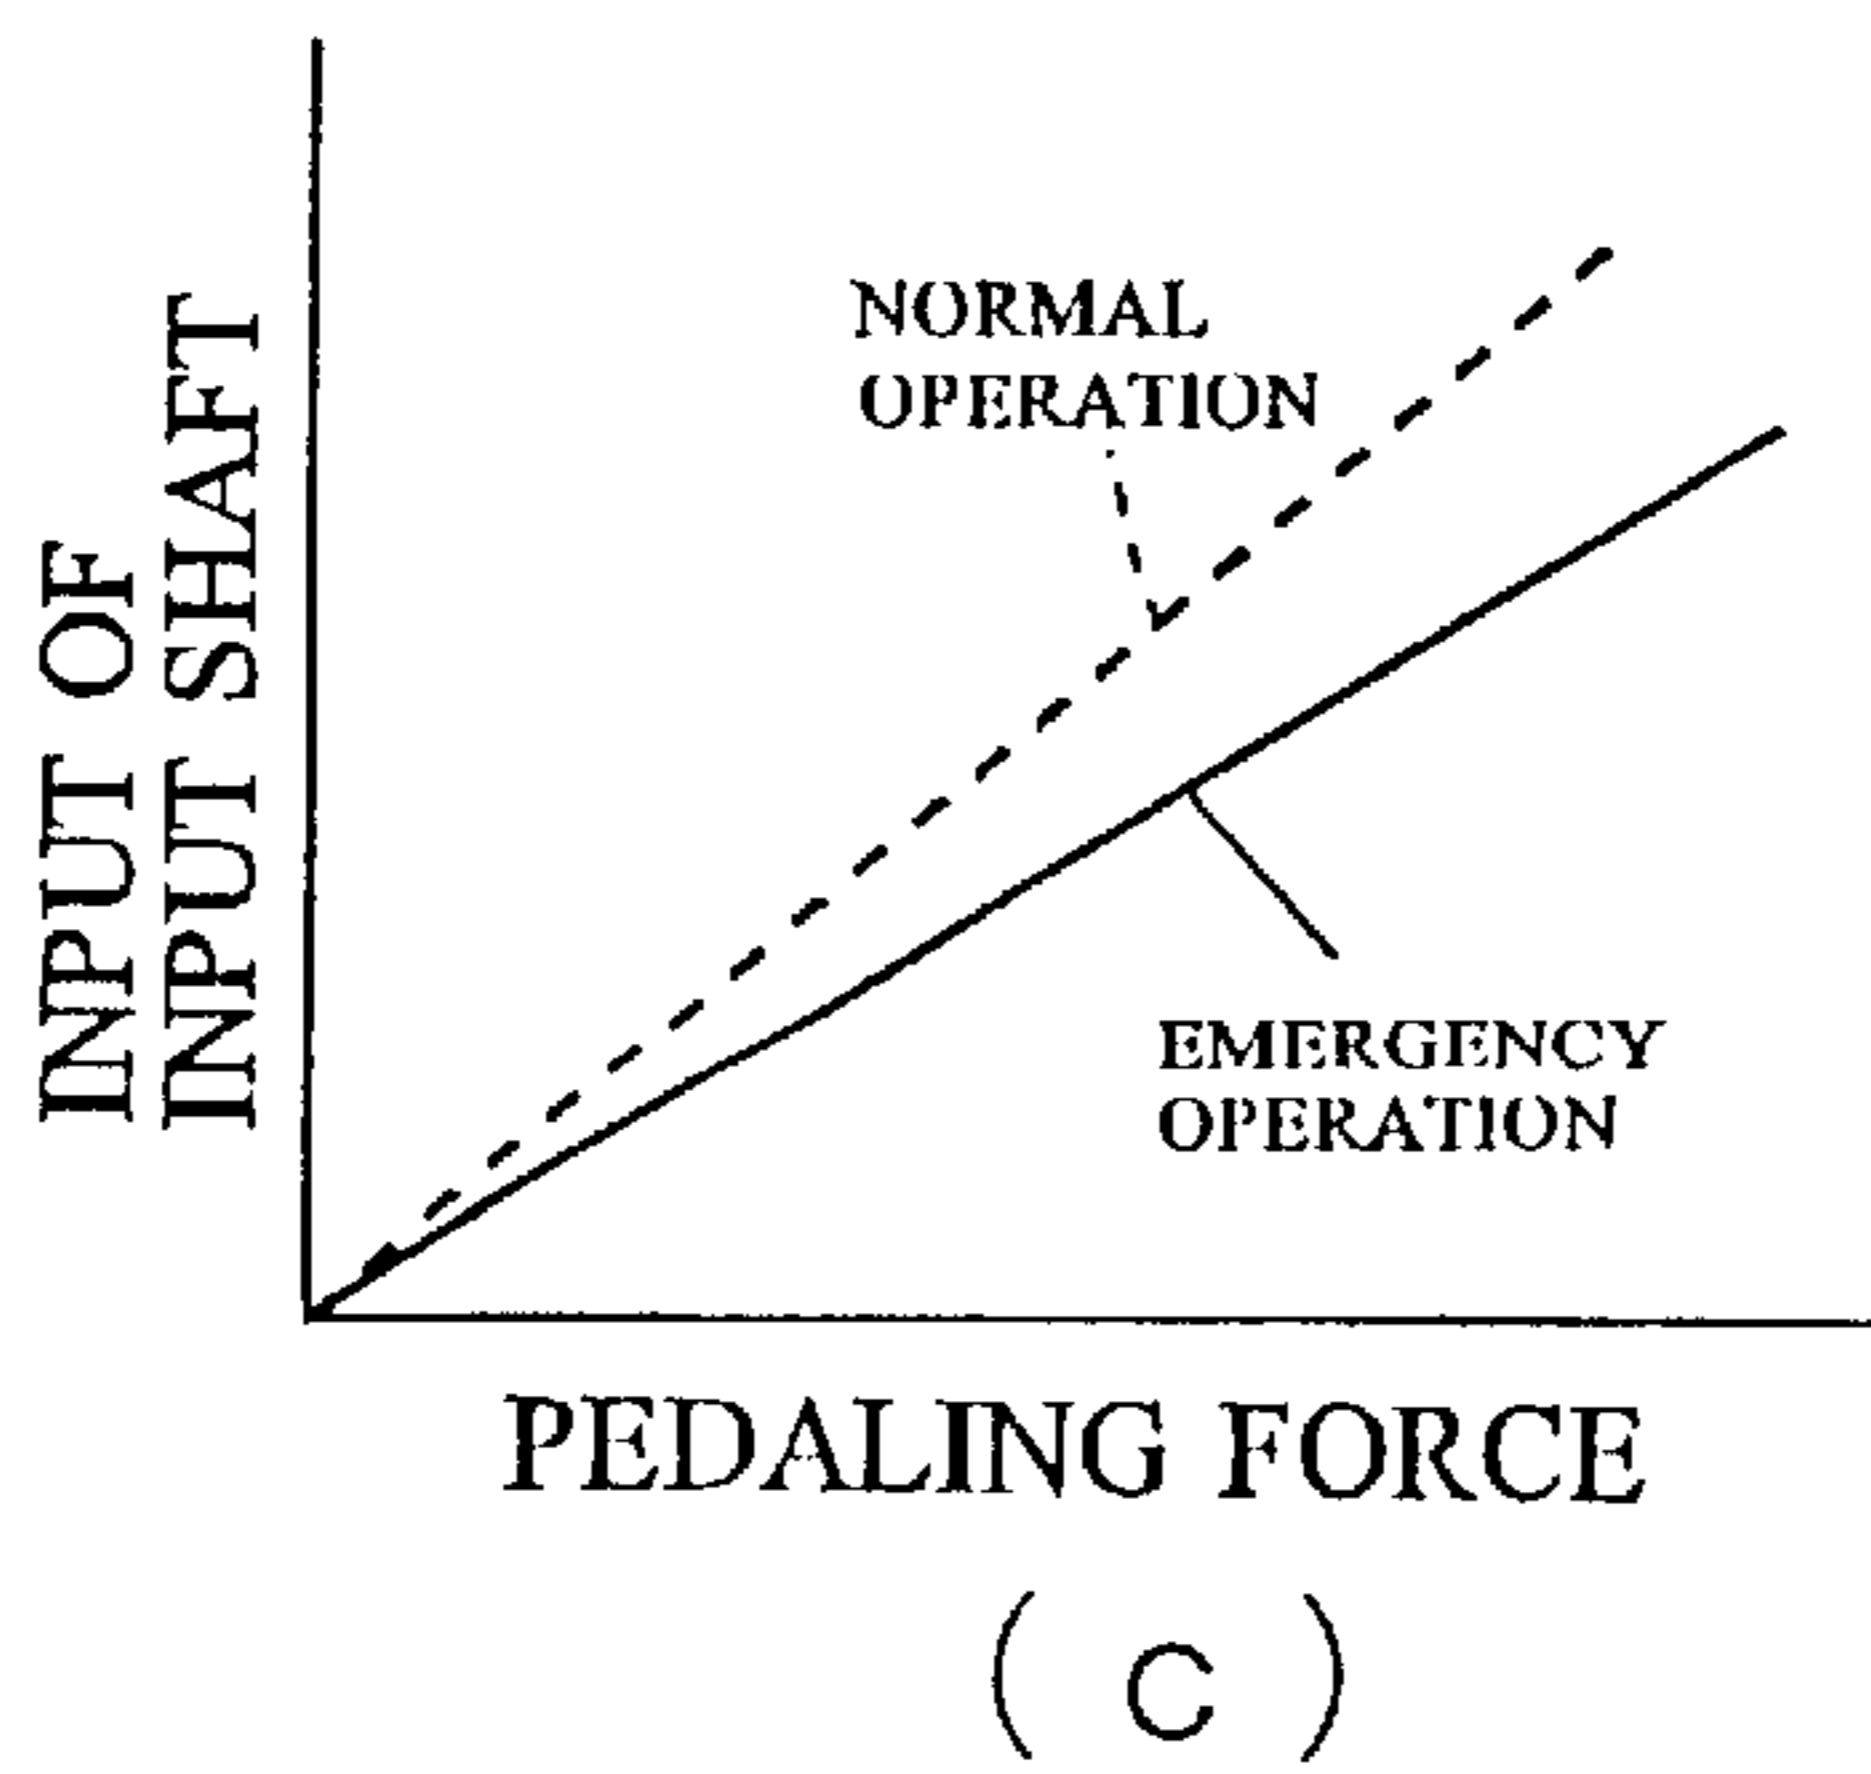 INPUT OF
INPUT SHAFT
NORMAL
OPERATION
EMERGENCY
OPERATION
PEDALING FORCE
( c )